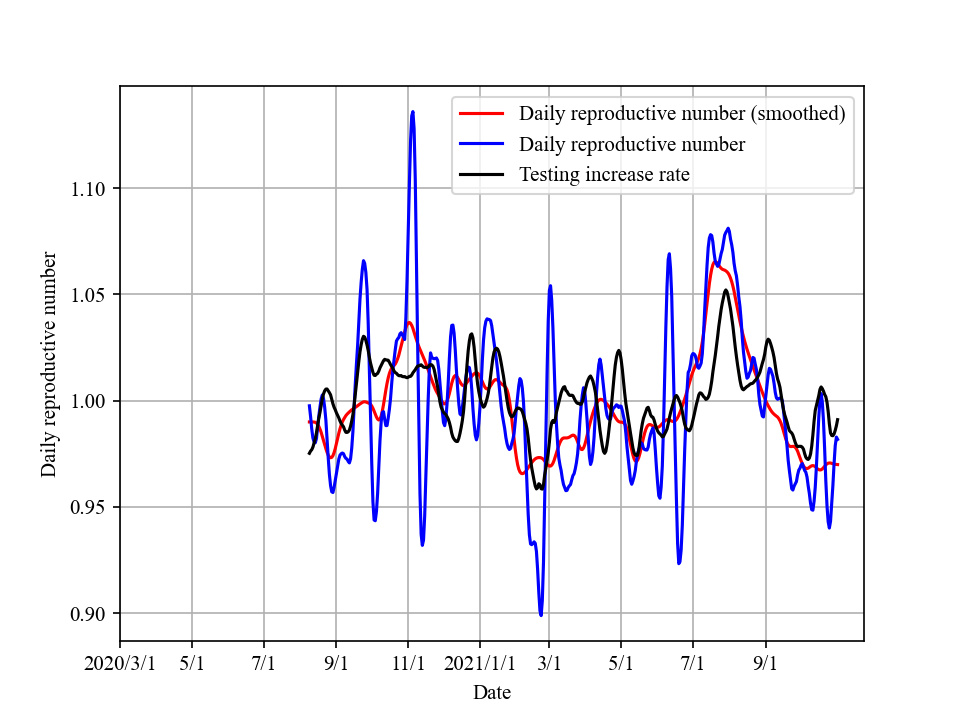 Daily reproductive number (smoothed)
Daily reproductive number
Testing increase rate
Daily reproductive number
1.10
1.05
1.00
0.95
0.90
2020/3/1 5/1 7/1 9/1 11/1 2021/1/1 3/1 5/1 7/1 9/1
Date